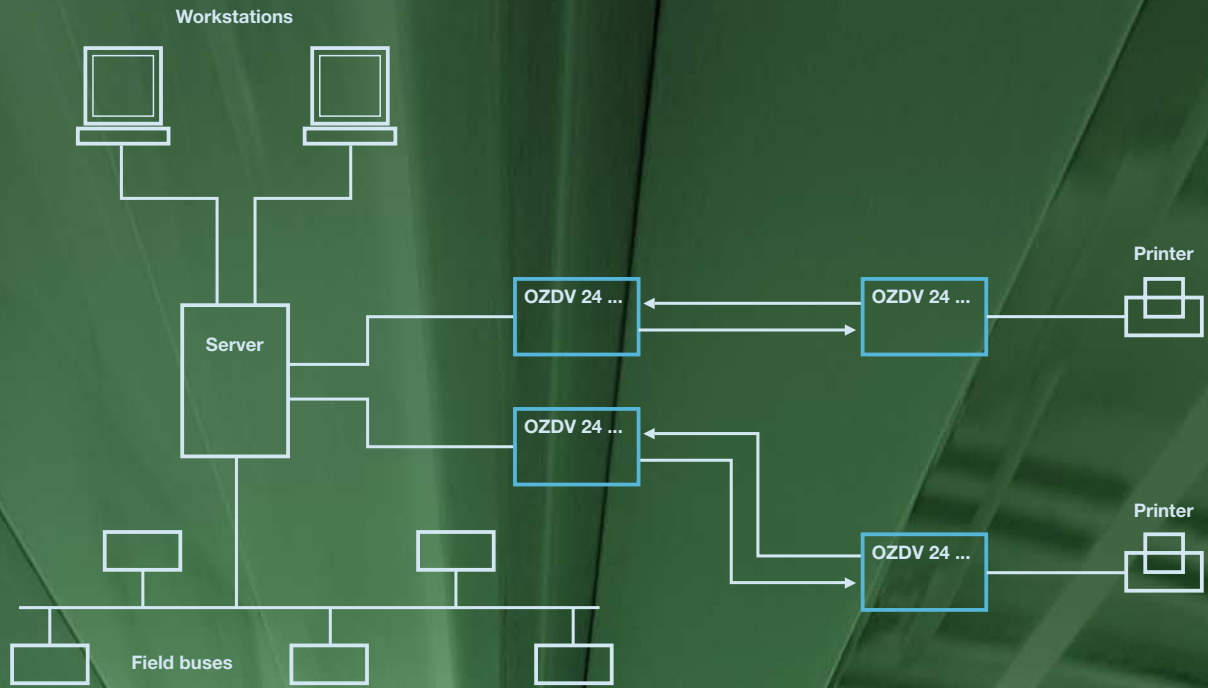 Workstations
Printer
OZDV 24 ...
OZDV 24 ...
Server
OZDV 24 ...
Printer
OZDV 24 ...
Field buses